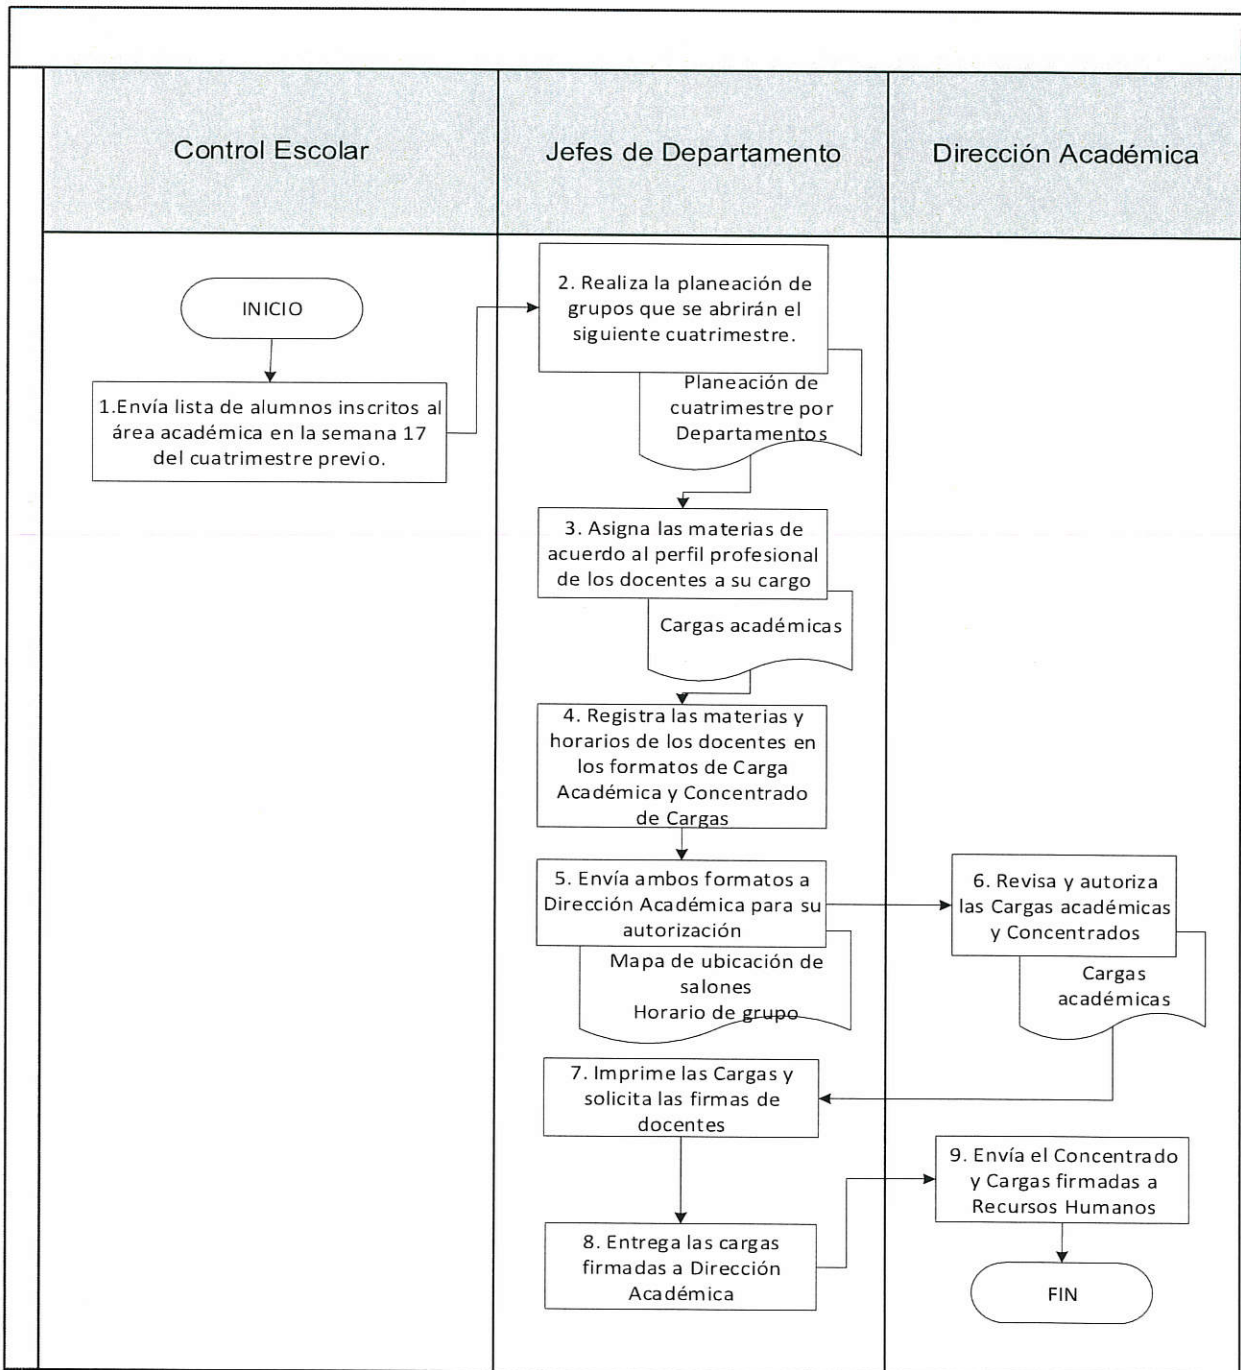 Control Escolar
Jefes de Departamento
Dirección Académica
INICIO
1.Envía lista de alumnos inscritos al
área académica en la semana 17
del cuatrimestre previo.
2. Realiza la planeación de
grupos que se abrirán el
siguiente cuatrimestre.
Planeación de
cuatrimestre por
Departamentos
3. Asigna las materias de
acuerdo al perfil profesional
de los docentes a su cargo
Cargas académicas
4. Registra las materias y
horarios de los docentes en
los formatos de Carga
Académica y Concentrado
de Cargas
5. Envía ambos formatos a
Dirección Académica para su
autorización
Mapa de ubicación de
salones
Horario de grupo
6. Revisa y autoriza
las Cargas académicas
y Concentrados
Cargas
académicas
7. Imprime las Cargas y
solicita las firmas de
docentes
8. Entrega las cargas
firmadas a Dirección
Académica
9. Envía el Concentrado
y Cargas firmadas a
Recursos Humanos
FIN